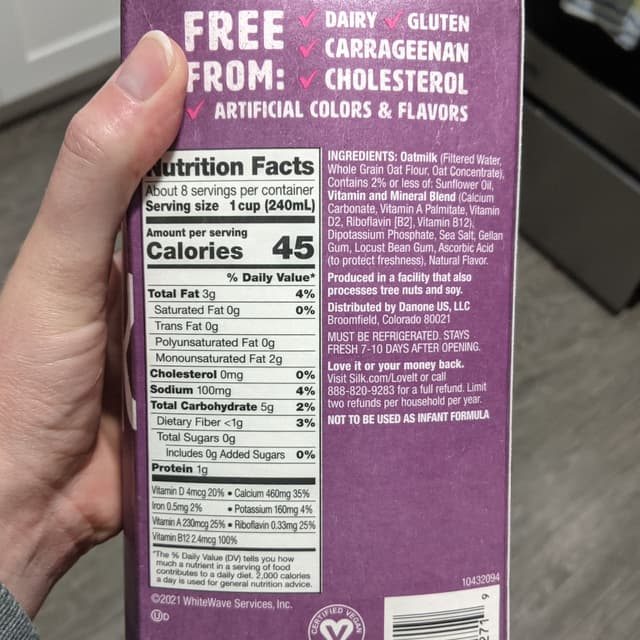 FREE FROM:
✓ DAIRY ✓ GLUTEN
✓ CARRAGEENAN
✓ CHOLESTEROL
✓ ARTIFICIAL COLORS & FLAVORS
Nutrition Facts
About 8 servings per container
Serving size 1 cup (240mL)
Amount per serving
Calories 45
% Daily Value*
Total Fat 3g 4%
Saturated Fat 0g 0%
Trans Fat 0g
Polyunsaturated Fat 0g
Monounsaturated Fat 2g
Cholesterol 0mg 0%
Sodium 100mg 4%
Total Carbohydrate 5g 2%
Dietary Fiber <1g 3%
Total Sugars 0g
Includes 0g Added Sugars 0%
Protein 1g
Vitamin D 4mcg 20% • Calcium 460mg 35%
Iron 0.5mg 2% • Potassium 160mg 4%
Vitamin A 230mcg 25% • Riboflavin 0.33mg 25%
Vitamin B12 2.4mcg 100%
*The % Daily Value (DV) tells you how
much a nutrient in a serving of food
contributes to a daily diet. 2,000 calories
a day is used for general nutrition advice.
©2021 WhiteWave Services, Inc.
UD
INGREDIENTS: Oatmilk (Filtered Water,
Whole Grain Oat Flour, Oat Concentrate),
Contains 2% or less of: Sunflower Oil,
Vitamin and Mineral Blend (Calcium
Carbonate, Vitamin A Palmitate, Vitamin
D2, Riboflavin [B2], Vitamin B12),
Dipotassium Phosphate, Sea Salt, Gellan
Gum, Locust Bean Gum, Ascorbic Acid
(to protect freshness), Natural Flavor.
Produced in a facility that also
processes tree nuts and soy.
Distributed by Danone US, LLC
Broomfield, Colorado 80021
MUST BE REFRIGERATED. STAYS
FRESH 7-10 DAYS AFTER OPENING.
Love it or your money back.
Visit Silk.com/LoveIt or call
888-820-9283 for a full refund. Limit
two refunds per household per year.
NOT TO BE USED AS INFANT FORMULA
10432094
CERTIFIED VEGAN
271 9